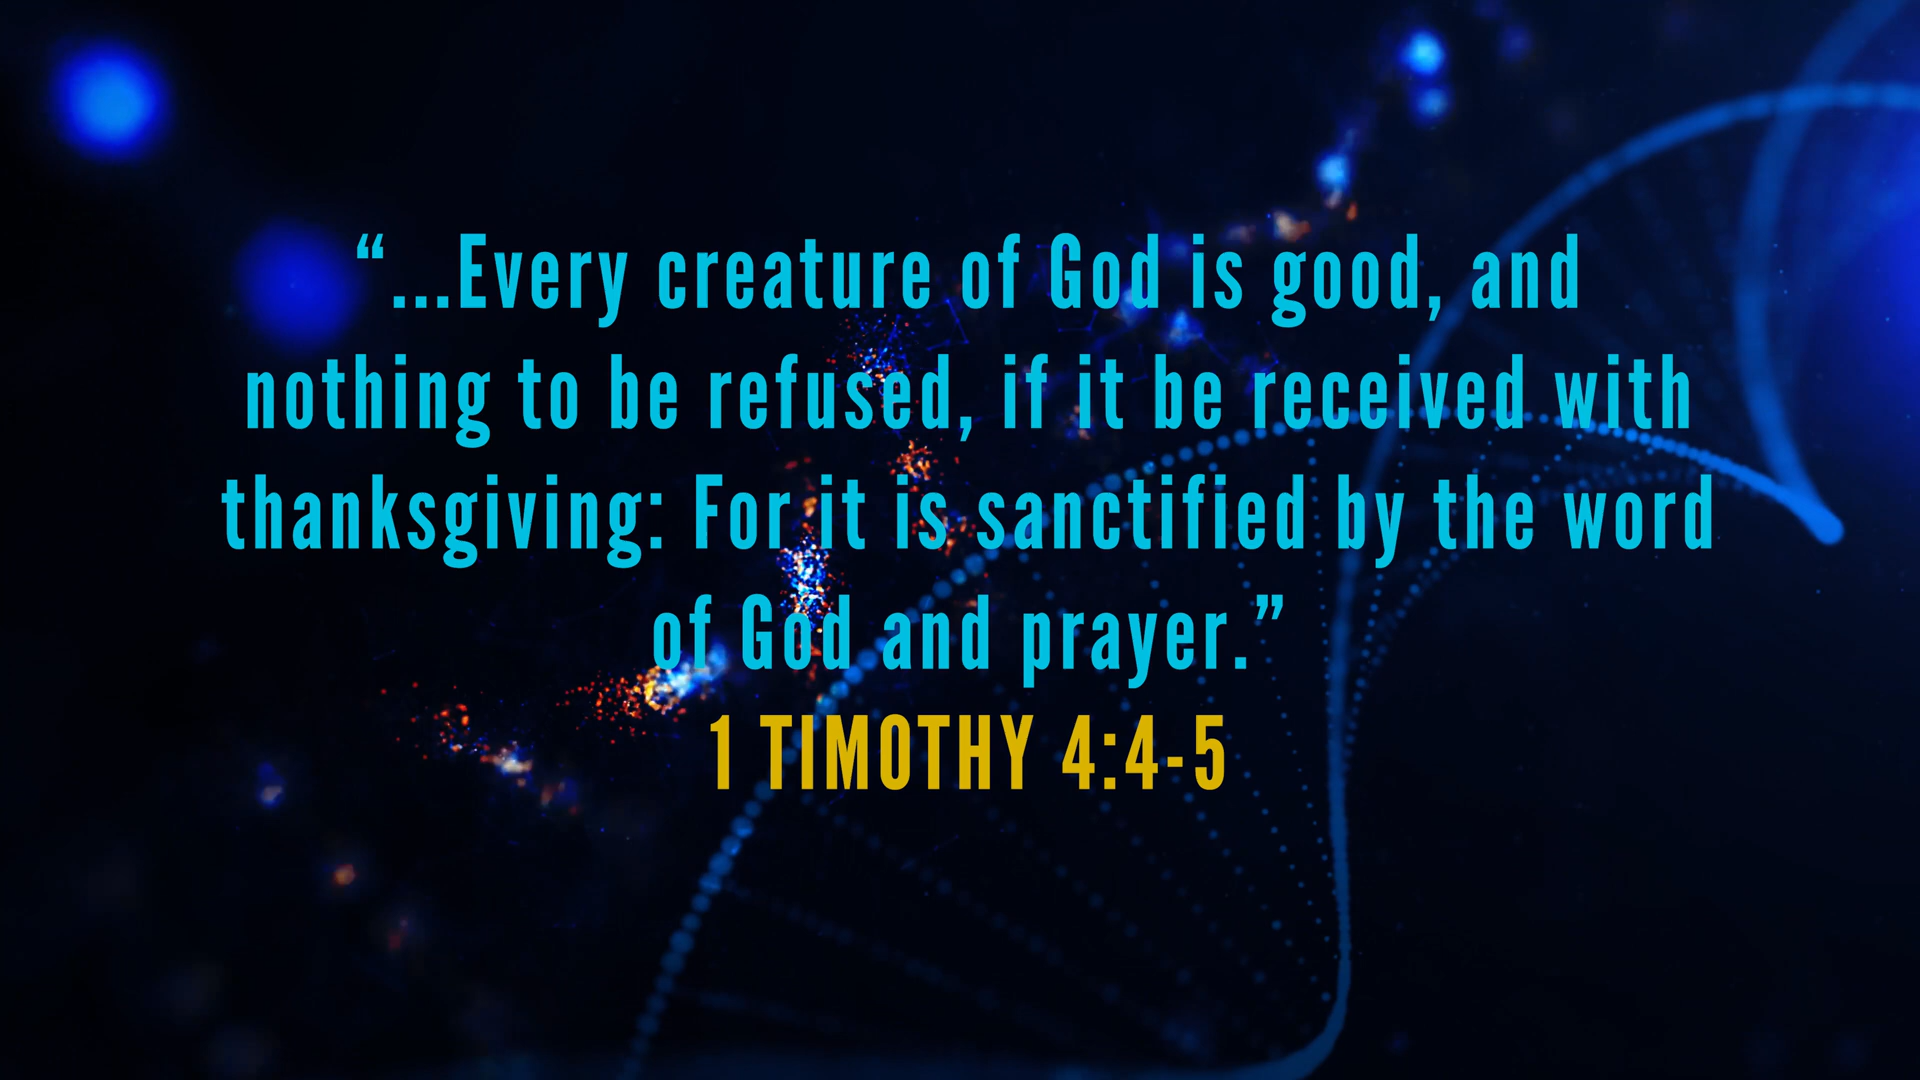 “...Every creature of God is good, and
nothing to be refused, if it be received with
thanksgiving: For it is sanctified by the word
of God and prayer.”
1 TIMOTHY 4:4-5